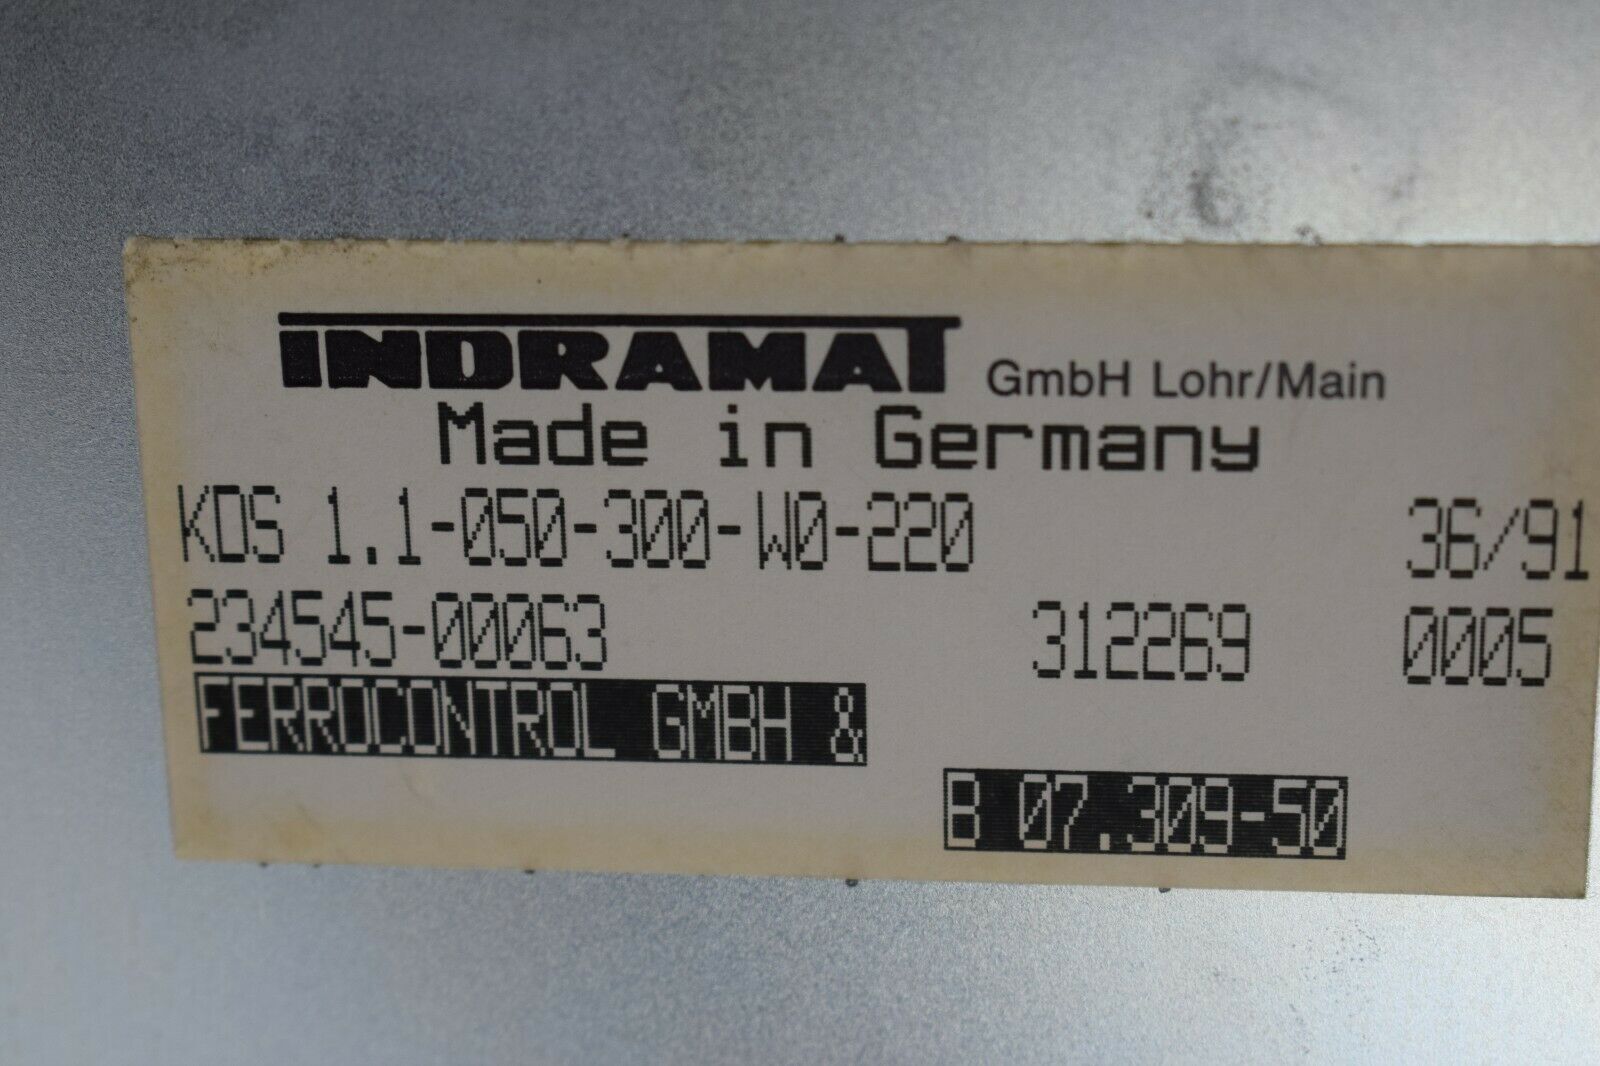 INDRAMAT GmbH Lohr/Main
Made in Germany
KDS 1.1-050-300-W0-220 36/91
234545-00063 312269 0005
FERROCONTROL GMBH &
B 07.309-50